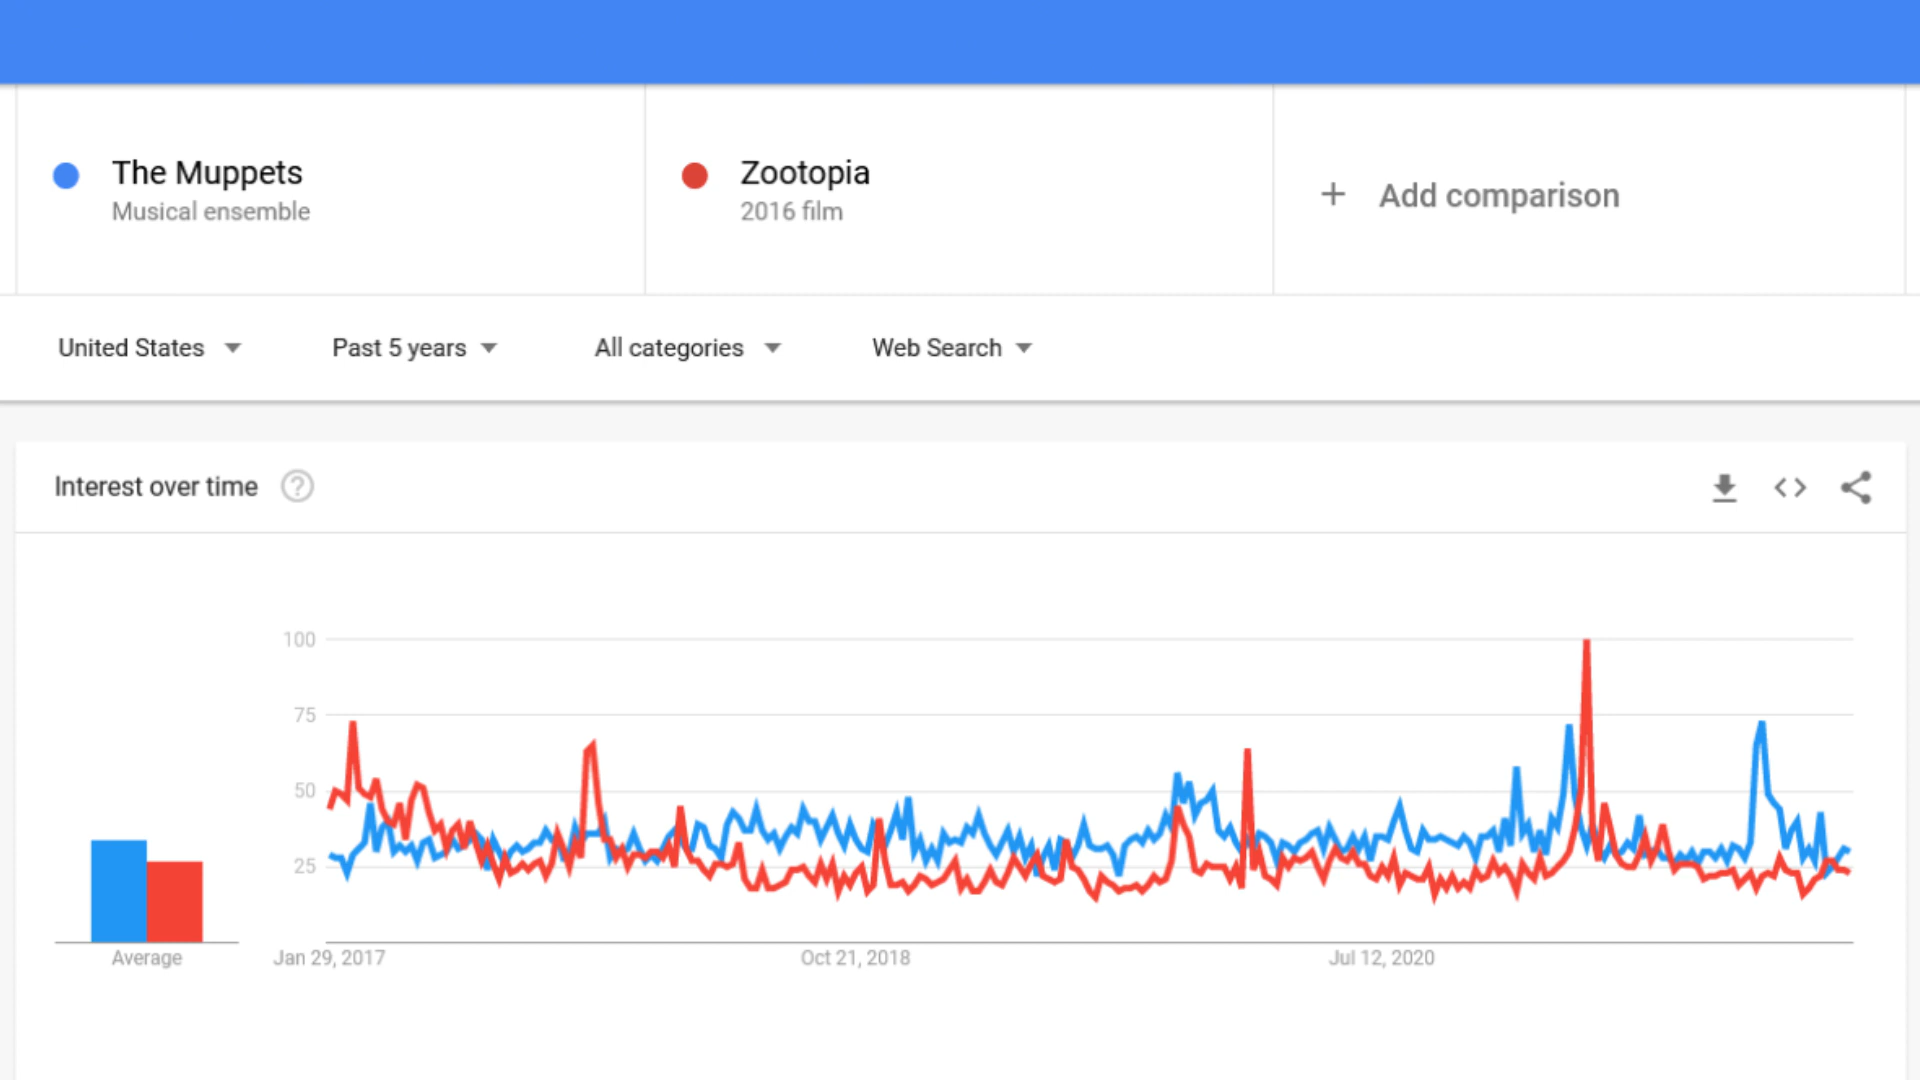 The Muppets
Musical ensemble
Zootopia
2016 film
+ Add comparison
United States
Past 5 years
All categories
Web Search
Interest over time ?
100
75
50
25
Average
Jan 29, 2017
Oct 21, 2018
Jul 12, 2020